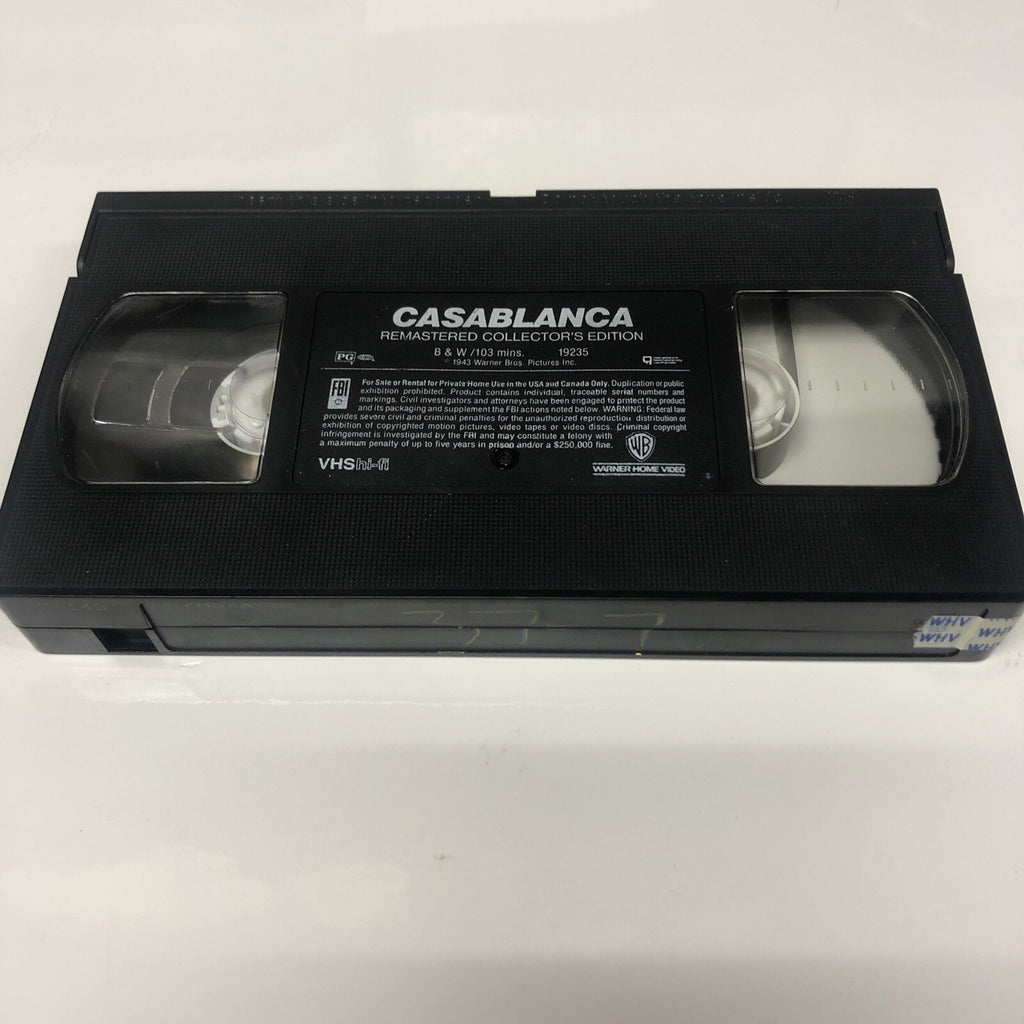 CASABLANCA
REMASTERED COLLECTOR'S EDITION
B & W /103 mins. 19235
© 1943 Warner Bros. Pictures Inc.
PG
FBI
For Sale or Rental for Private Home Use in the USA and Canada Only. Duplication or public
exhibition prohibited. Product contains individual, traceable serial numbers and
markings. Civil investigators and attorneys have been engaged to protect the product
and its packaging and supplement the FBI actions noted below. WARNING: Federal law
provides severe civil and criminal penalties for the unauthorized reproduction, distribution or
exhibition of copyrighted motion pictures, video tapes or video discs. Criminal copyright
infringement is investigated by the FBI and may constitute a felony with
a maximum penalty of up to five years in prison and/or a $250,000 fine.
VHS hi-fi
WB
WARNER HOME VIDEO
WHV
WHV WH
WH